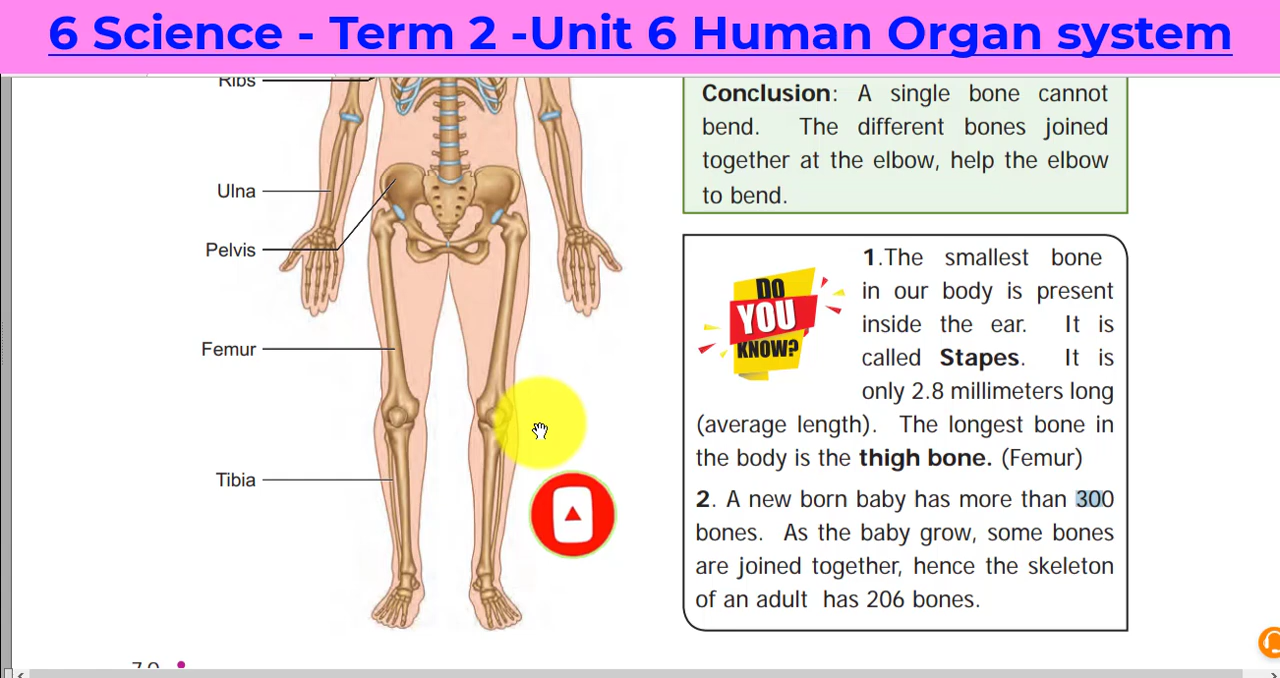 6 Science - Term 2 -Unit 6 Human Organ system
Ribs
Ulna
Pelvis
Femur
Tibia
Conclusion: A single bone cannot
bend. The different bones joined
together at the elbow, help the elbow
to bend.
DO
YOU
KNOW?
1.The smallest bone
in our body is present
inside the ear. It is
called Stapes. It is
only 2.8 millimeters long
(average length). The longest bone in
the body is the thigh bone. (Femur)
2. A new born baby has more than 300
bones. As the baby grow, some bones
are joined together, hence the skeleton
of an adult has 206 bones.